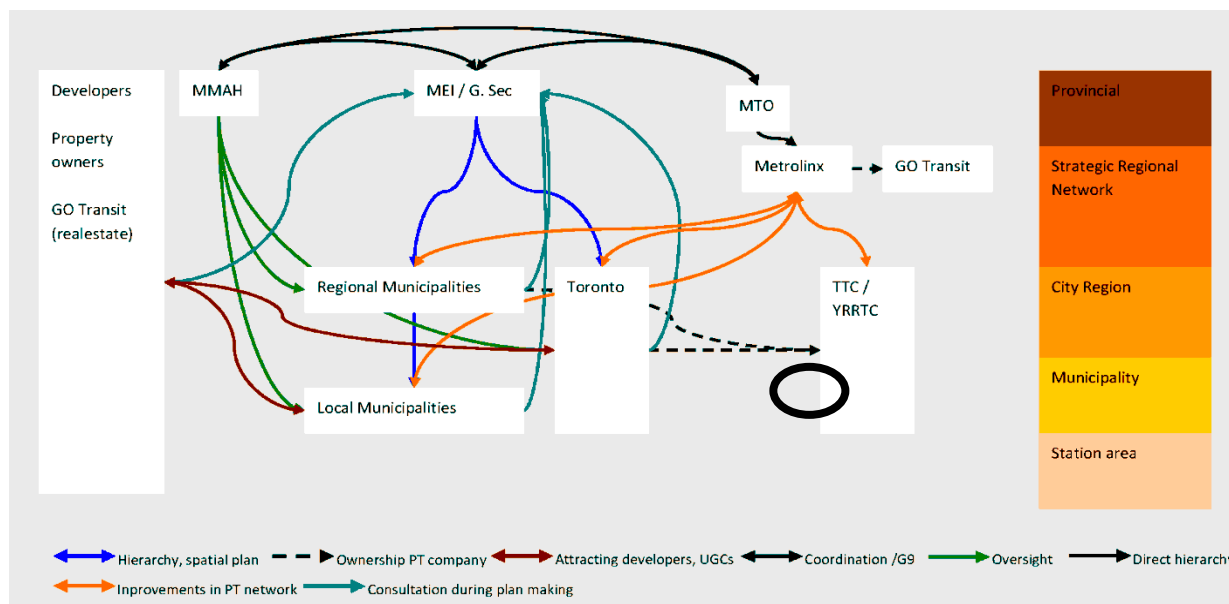 Developers
Property
owners
GO Transit
(realestate)
MMAH
MEI / G. Sec
MTO
Metrolinx
GO Transit
Regional Municipalities
Toronto
TTC /
YRRTC
Local Municipalities
Provincial
Strategic Regional
Network
City Region
Municipality
Station area
Hierarchy, spatial plan
Ownership PT company
Attracting developers, UGCs
Coordination /G9
Oversight
Direct hierarchy
Inprovements in PT network
Consultation during plan making